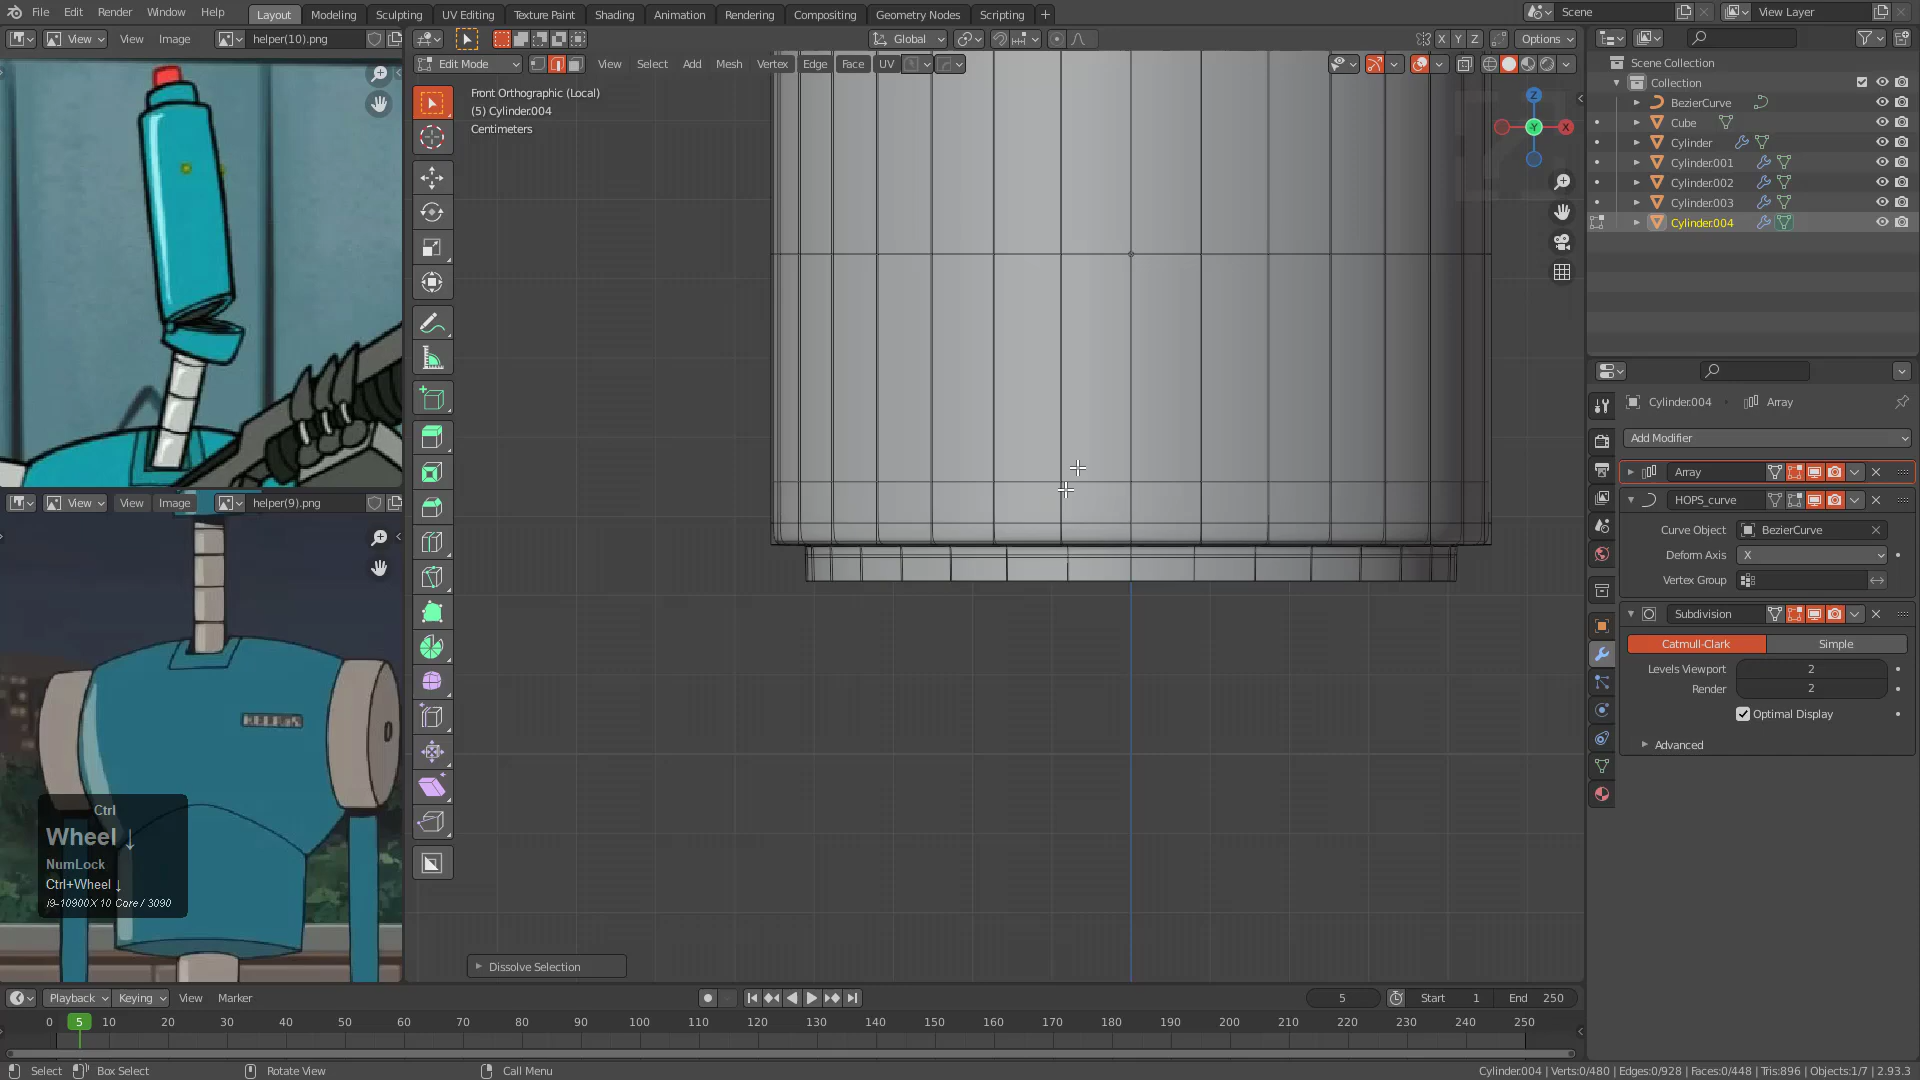 File Edit Render Window Help Layout Modeling Sculpting UV Editing Texture Paint Shading Animation Rendering Compositing Geometry Nodes Scripting + Scene View Layer
View View Image helper(10).png Global X Y Z Options
Edit Mode View Select Add Mesh Vertex Edge Face UV
Front Orthographic (Local)
(5) Cylinder.004
Centimeters
Z
X
-Y
Scene Collection
Collection
BezierCurve
Cube
Cylinder
Cylinder.001
Cylinder.002
Cylinder.003
Cylinder.004
Cylinder.004 Array
Add Modifier
Array
HOPS_curve
Curve Object BezierCurve
Deform Axis X
Vertex Group
Subdivision
Catmull-Clark Simple
Levels Viewport 2
Render 2
Optimal Display
Advanced
View View Image helper(9).png
Ctrl
Wheel ↓
NumLock
Ctrl+Wheel ↓
i9-10900X 10 Core / 3090
Dissolve Selection
Playback Keying View Marker 5 Start 1 End 250
0 5 10 20 30 40 50 60 70 80 90 100 110 120 130 140 150 160 170 180 190 200 210 220 230 240 250
Select Box Select Rotate View Call Menu Cylinder.004 | Verts:0/480 | Edges:0/928 | Faces:0/448 | Tris:896 | Objects:1/7 | 2.93.3